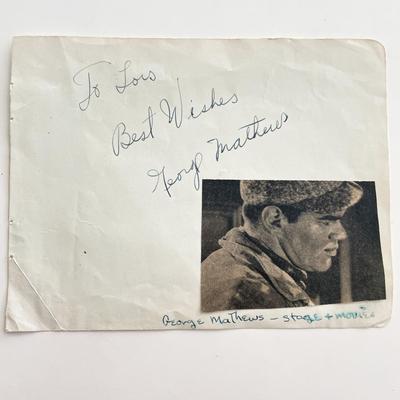 To Lois
Best Wishes
George Mathews
George Mathews – stage + movies